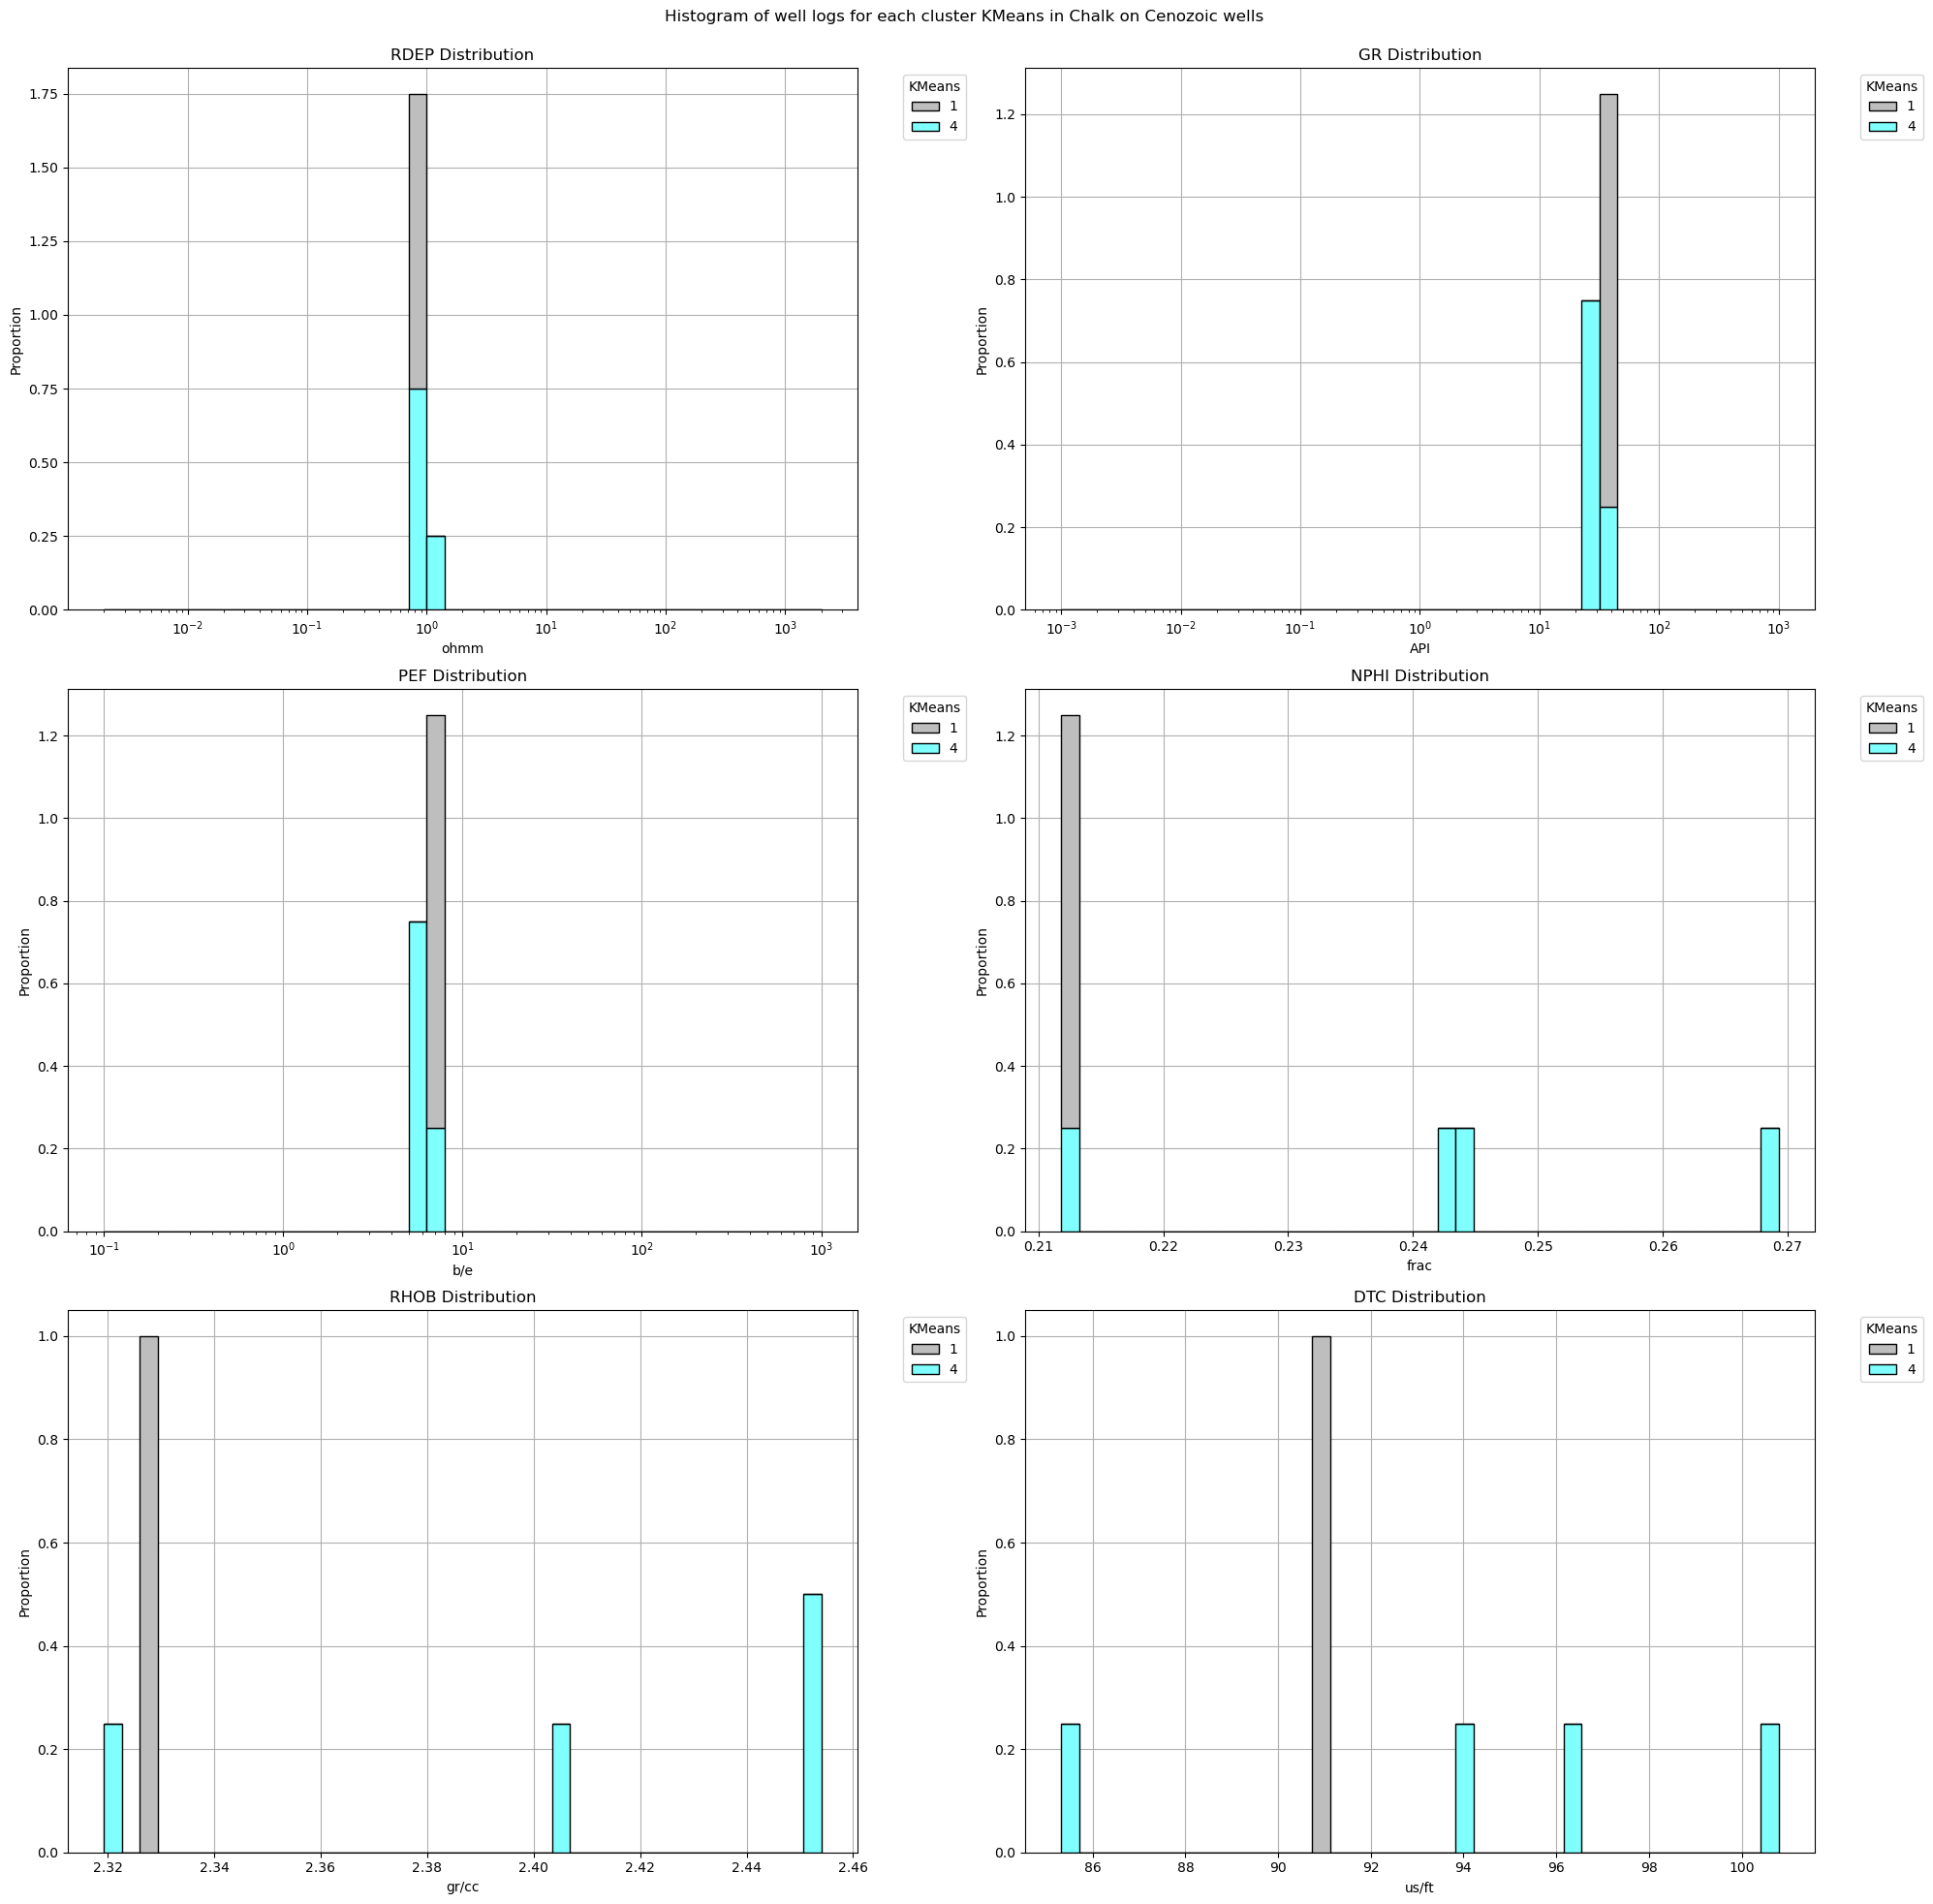 Histogram of well logs for each cluster KMeans in Chalk on Cenozoic wells
RDEP Distribution
Proportion
1.75
1.50
1.25
1.00
0.75
0.50
0.25
0.00
10⁻² 10⁻¹ 10⁰ 10¹ 10² 10³
ohmm
KMeans
1
4
GR Distribution
Proportion
1.2
1.0
0.8
0.6
0.4
0.2
0.0
10⁻³ 10⁻² 10⁻¹ 10⁰ 10¹ 10² 10³
API
KMeans
1
4
PEF Distribution
Proportion
1.2
1.0
0.8
0.6
0.4
0.2
0.0
10⁻¹ 10⁰ 10¹ 10² 10³
b/e
KMeans
1
4
NPHI Distribution
Proportion
1.2
1.0
0.8
0.6
0.4
0.2
0.0
0.21 0.22 0.23 0.24 0.25 0.26 0.27
frac
KMeans
1
4
RHOB Distribution
Proportion
1.0
0.8
0.6
0.4
0.2
0.0
2.32 2.34 2.36 2.38 2.40 2.42 2.44 2.46
gr/cc
KMeans
1
4
DTC Distribution
Proportion
1.0
0.8
0.6
0.4
0.2
0.0
86 88 90 92 94 96 98 100
us/ft
KMeans
1
4